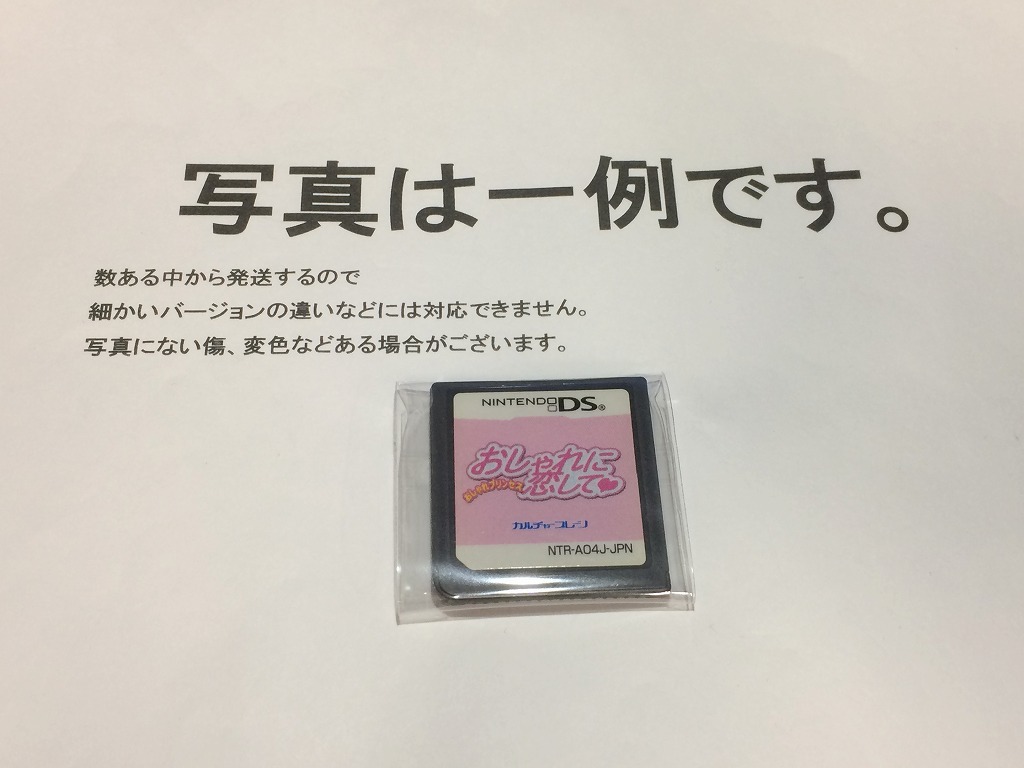 写真は一例です。
数ある中から発送するので
細かいバージョンの違いなどには対応できません。
写真にない傷、変色などある場合がございます。
NINTENDO DS®
おしゃれに
恋して♥
おしゃれプリンセス
カルチャーブレーン
NTR-A04J-JPN